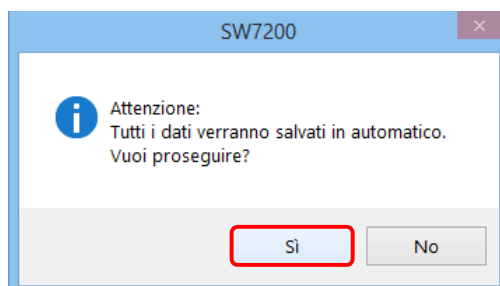 SW7200
Attenzione:
Tutti i dati verranno salvati in automatico.
Vuoi proseguire?
Sì
No